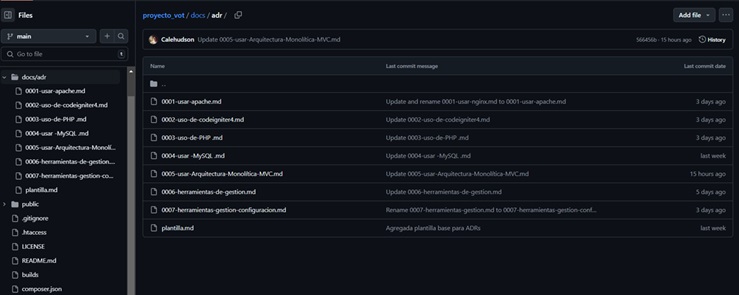 Files
main
Go to file
t
docs/adr
0001-usar-apache.md
0002-uso-de-codeigniter4.md
0003-uso-de-PHP .md
0004-usar -MySQL .md
0005-usar-Arquitectura-Monolí...
0006-herramientas-de-gestion....
0007-herramientas-gestion-co...
plantilla.md
public
.gitignore
.htaccess
LICENSE
README.md
builds
composer.json
proyecto_vot / docs / adr /
Add file
Calehudson Update 0005-usar-Arquitectura-Monolitica-MVC.md
566456b · 15 hours ago
History
Name Last commit message Last commit date
..
0001-usar-apache.md Update and rename 0001-usar-nginx.md to 0001-usar-apache.md 3 days ago
0002-uso-de-codeigniter4.md Update 0002-uso-de-codeigniter4.md 3 days ago
0003-uso-de-PHP .md Update 0003-uso-de-PHP .md 3 days ago
0004-usar -MySQL .md Update 0004-usar -MySQL .md last week
0005-usar-Arquitectura-Monolitica-MVC.md Update 0005-usar-Arquitectura-Monolitica-MVC.md 15 hours ago
0006-herramientas-de-gestion.md Update 0006-herramientas-de-gestion.md 5 days ago
0007-herramientas-gestion-configuracion.md Rename 0007-herramientas-gestion.md to 0007-herramientas-gestion-conf... 3 days ago
plantilla.md Agregada plantilla base para ADRs last week